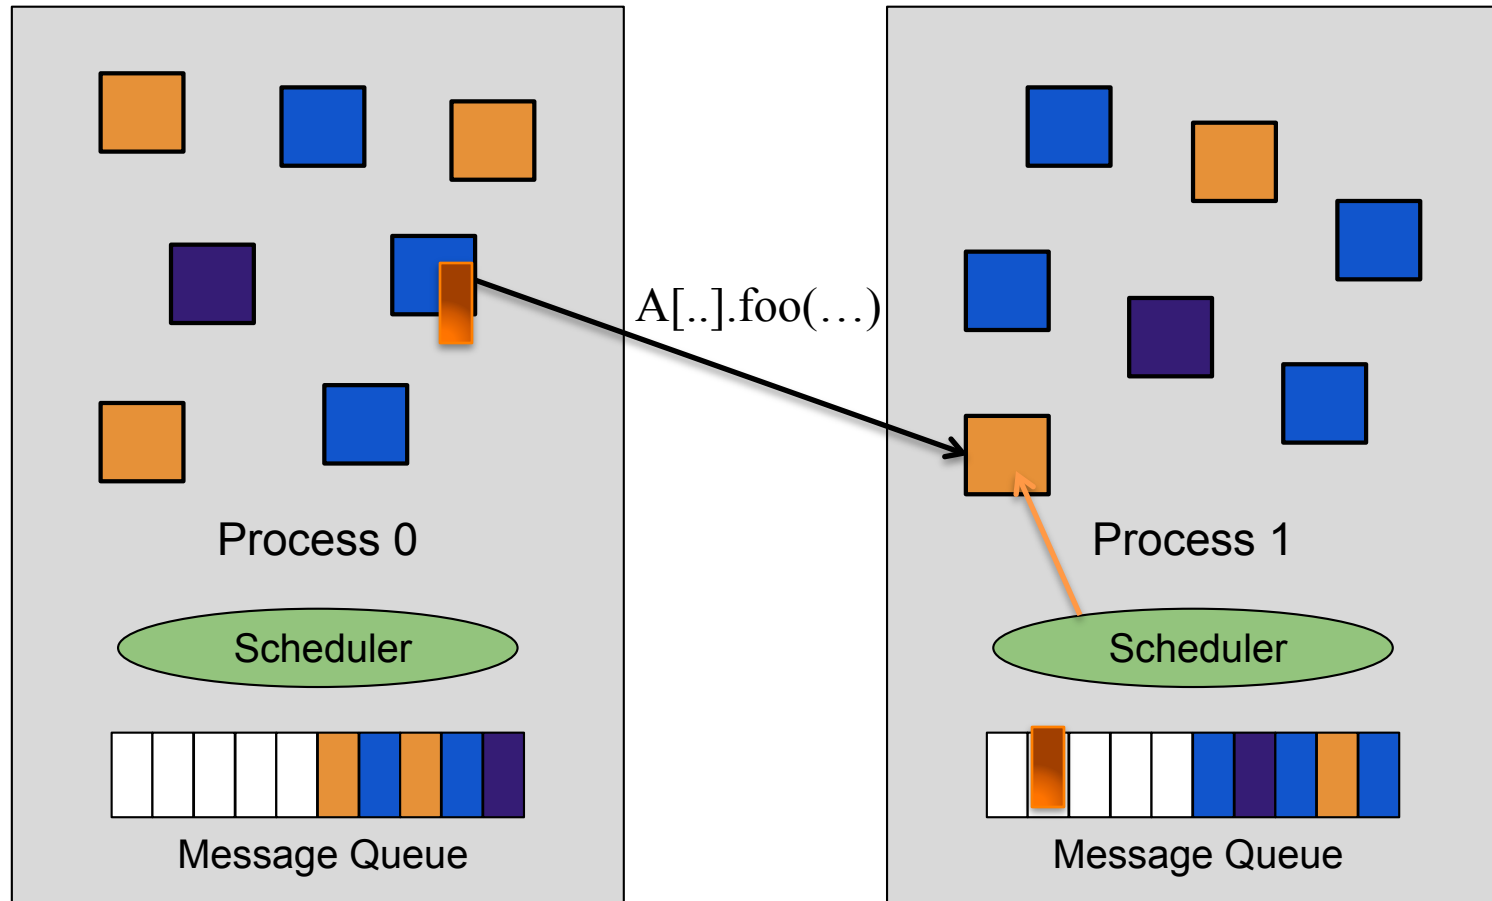 A[..].foo(…)
Process 0
Process 1
Scheduler
Scheduler
Message Queue
Message Queue